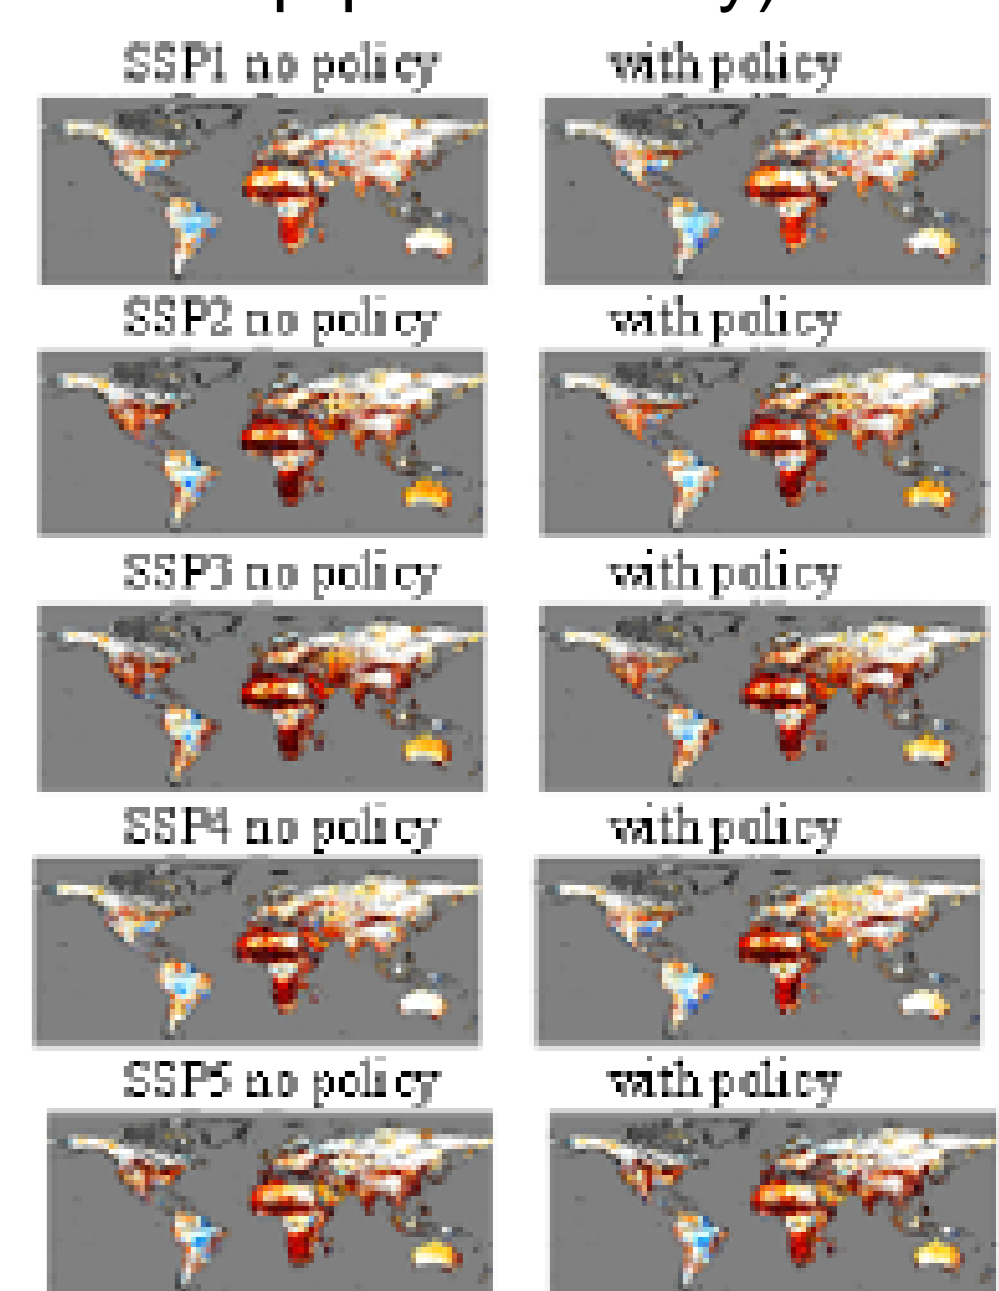 SSP1 no policy with policy
SSP2 no policy with policy
SSP3 no policy with policy
SSP4 no policy with policy
SSP5 no policy with policy